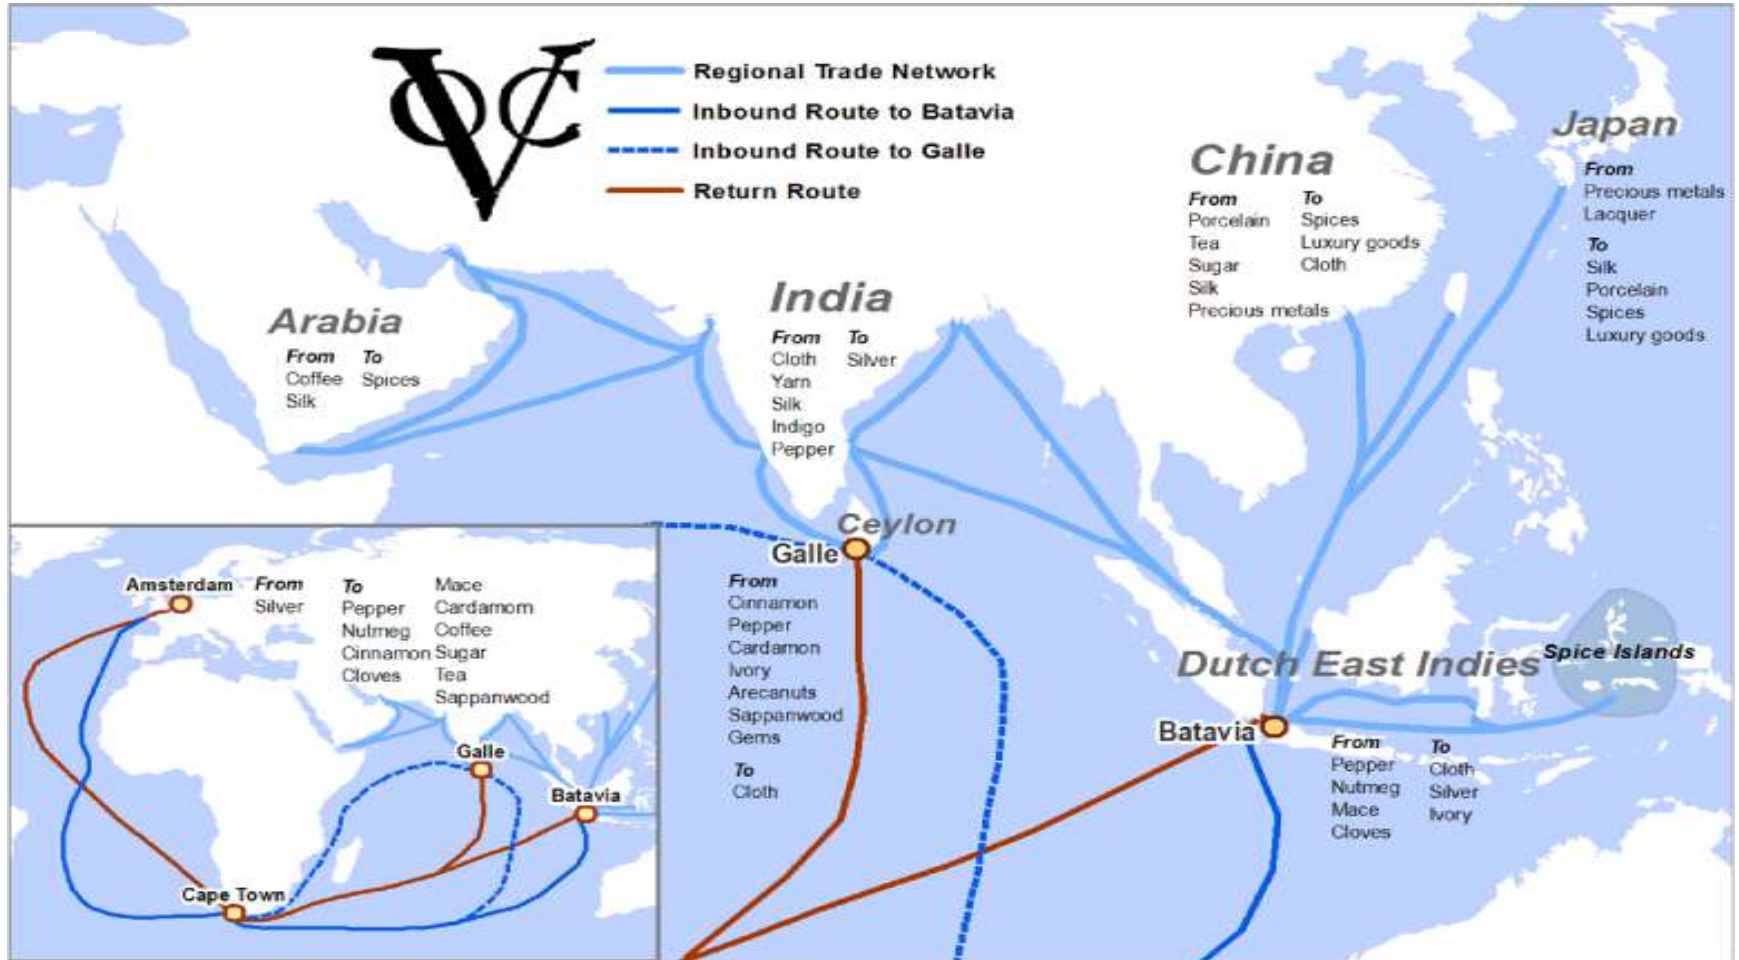 VOC
Regional Trade Network
Inbound Route to Batavia
Inbound Route to Galle
Return Route
Japan
From
Precious metals
Lacquer
To
Silk
Porcelain
Spices
Luxury goods
China
From
Porcelain
Tea
Sugar
Silk
Precious metals
To
Spices
Luxury goods
Cloth
India
From
Cloth
Yarn
Silk
Indigo
Pepper
To
Silver
Arabia
From
Coffee
Silk
To
Spices
Ceylon
Galle
From
Cinnamon
Pepper
Cardamon
Ivory
Arecanuts
Sappanwood
Gems
To
Cloth
Dutch East Indies
Spice Islands
Batavia
From
Pepper
Nutmeg
Mace
Cloves
To
Cloth
Silver
Ivory
Amsterdam
From
Silver
To
Pepper
Nutmeg
Cinnamon
Cloves
Mace
Cardamom
Coffee
Sugar
Tea
Sappanwood
Galle
Batavia
Cape Town